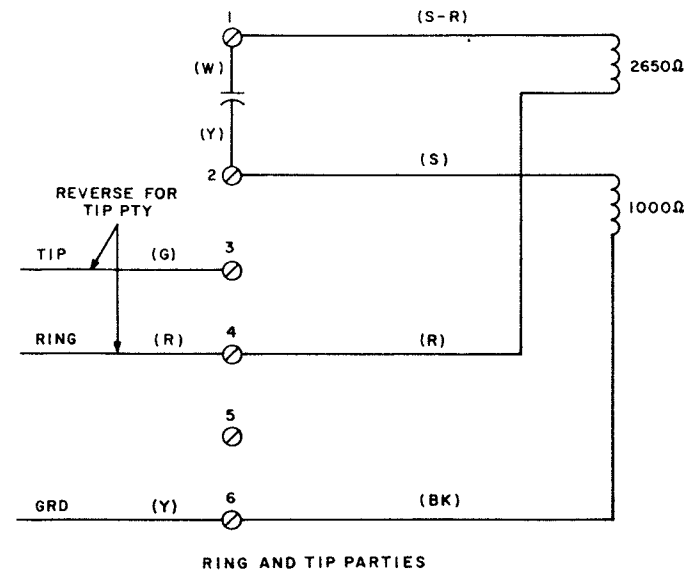 1 (S-R)
(W) 2650Ω
(Y)
2 (S)
REVERSE FOR
TIP PTY
1000Ω
3
TIP (G)
4
RING (R) (R)
5
6
GRD (Y) (BK)
RING AND TIP PARTIES